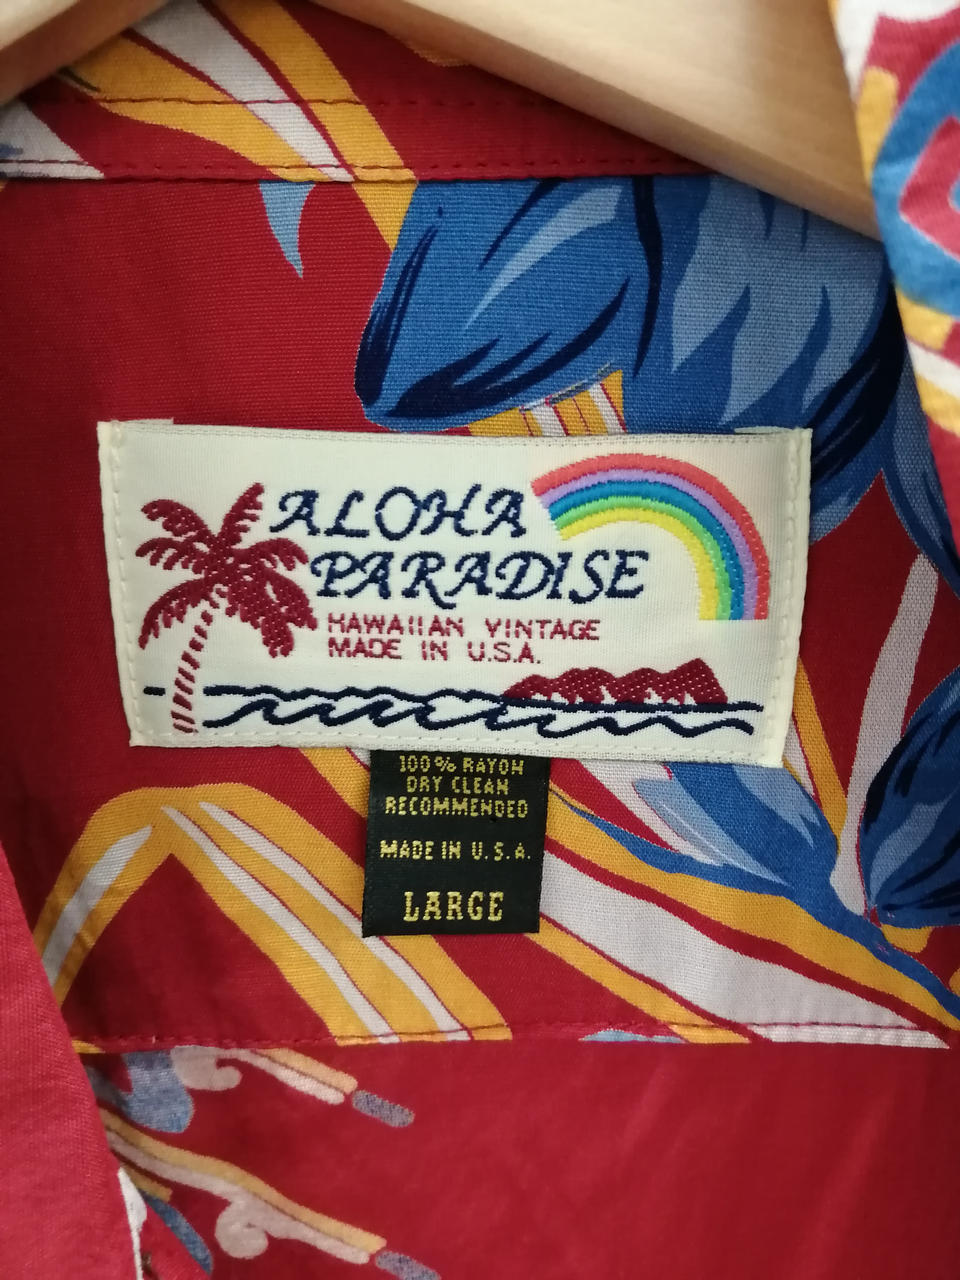 ALOHA
PARADISE
HAWAIIAN VINTAGE
MADE IN U.S.A.
100% RAYON
DRY CLEAN
RECOMMENDED
MADE IN U.S.A.
LARGE